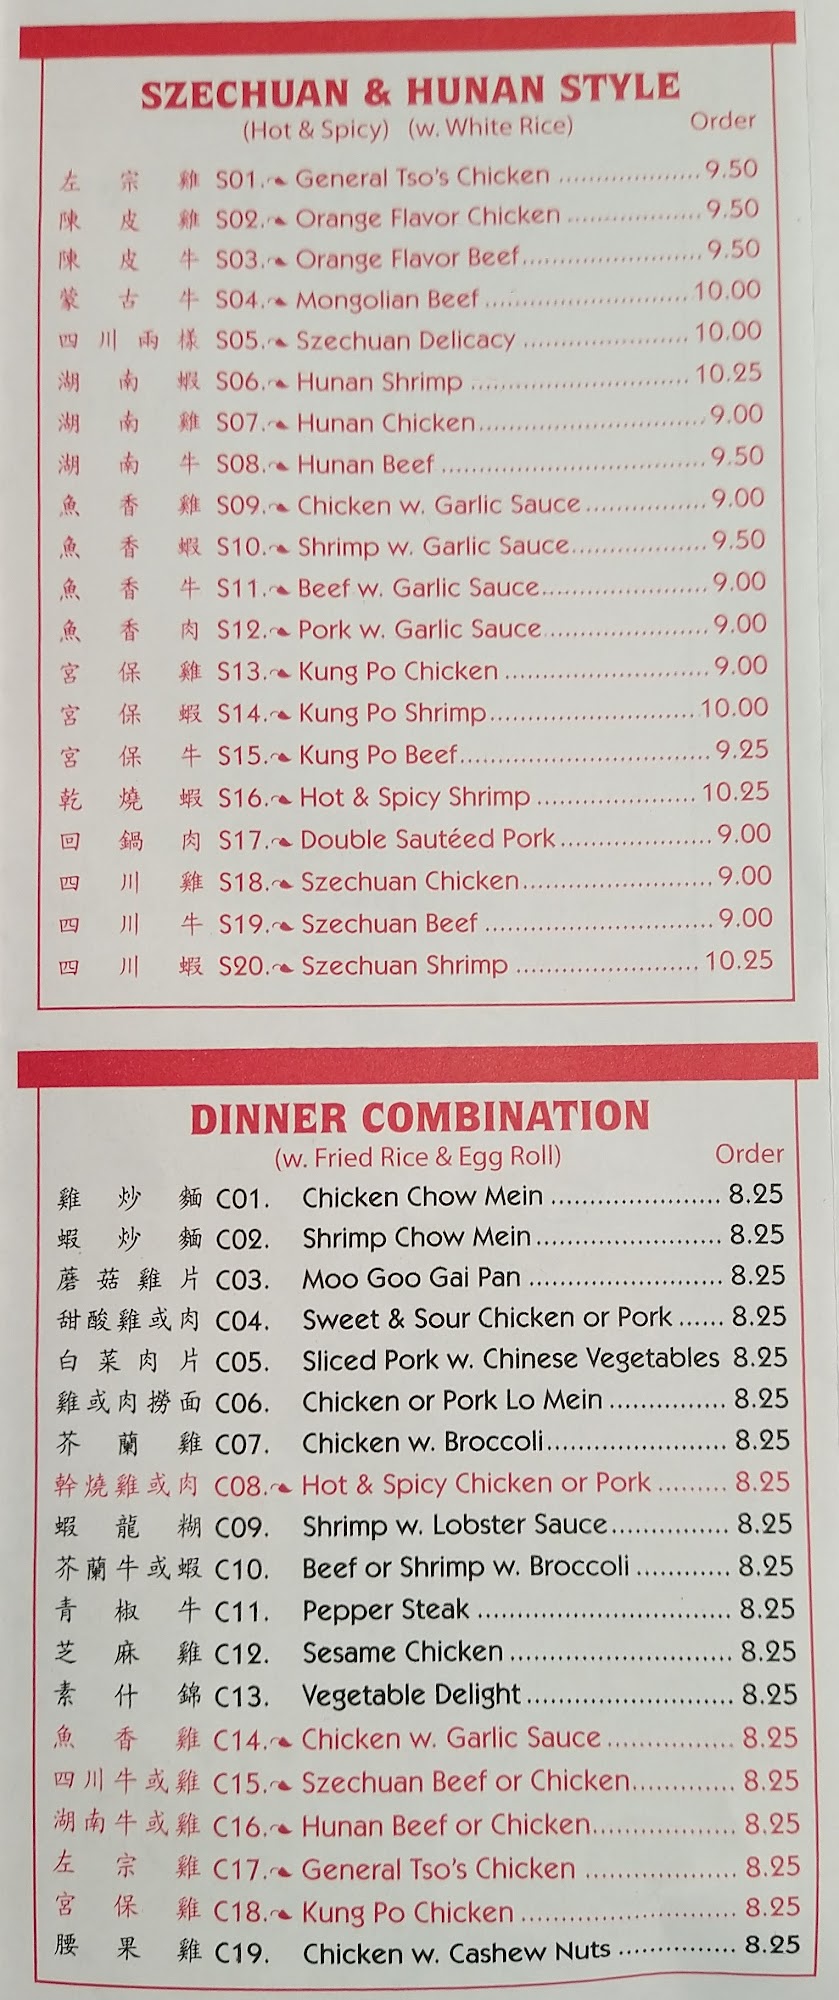 SZECHUAN & HUNAN STYLE
(Hot & Spicy) (w. White Rice) Order
左宗雞 S01. General Tso's Chicken 9.50
陳皮雞 S02. Orange Flavor Chicken 9.50
陳皮牛 S03. Orange Flavor Beef 9.50
蒙古牛 S04. Mongolian Beef 10.00
四川兩樣 S05. Szechuan Delicacy 10.00
湖南蝦 S06. Hunan Shrimp 10.25
湖南雞 S07. Hunan Chicken 9.00
湖南牛 S08. Hunan Beef 9.50
魚香雞 S09. Chicken w. Garlic Sauce 9.00
魚香蝦 S10. Shrimp w. Garlic Sauce 9.50
魚香牛 S11. Beef w. Garlic Sauce 9.00
魚香肉 S12. Pork w. Garlic Sauce 9.00
宮保雞 S13. Kung Po Chicken 9.00
宮保蝦 S14. Kung Po Shrimp 10.00
宮保牛 S15. Kung Po Beef 9.25
乾燒蝦 S16. Hot & Spicy Shrimp 10.25
回鍋肉 S17. Double Sautéed Pork 9.00
四川雞 S18. Szechuan Chicken 9.00
四川牛 S19. Szechuan Beef 9.00
四川蝦 S20. Szechuan Shrimp 10.25
DINNER COMBINATION
(w. Fried Rice & Egg Roll) Order
雞炒麵 C01. Chicken Chow Mein 8.25
蝦炒麵 C02. Shrimp Chow Mein 8.25
蘑菇雞片 C03. Moo Goo Gai Pan 8.25
甜酸雞或肉 C04. Sweet & Sour Chicken or Pork 8.25
白菜肉片 C05. Sliced Pork w. Chinese Vegetables 8.25
雞或肉撈面 C06. Chicken or Pork Lo Mein 8.25
芥蘭雞 C07. Chicken w. Broccoli 8.25
幹燒雞或肉 C08. Hot & Spicy Chicken or Pork 8.25
蝦龍糊 C09. Shrimp w. Lobster Sauce 8.25
芥蘭牛或蝦 C10. Beef or Shrimp w. Broccoli 8.25
青椒牛 C11. Pepper Steak 8.25
芝麻雞 C12. Sesame Chicken 8.25
素什錦 C13. Vegetable Delight 8.25
魚香雞 C14. Chicken w. Garlic Sauce 8.25
四川牛或雞 C15. Szechuan Beef or Chicken 8.25
湖南牛或雞 C16. Hunan Beef or Chicken 8.25
左宗雞 C17. General Tso's Chicken 8.25
宮保雞 C18. Kung Po Chicken 8.25
腰果雞 C19. Chicken w. Cashew Nuts 8.25